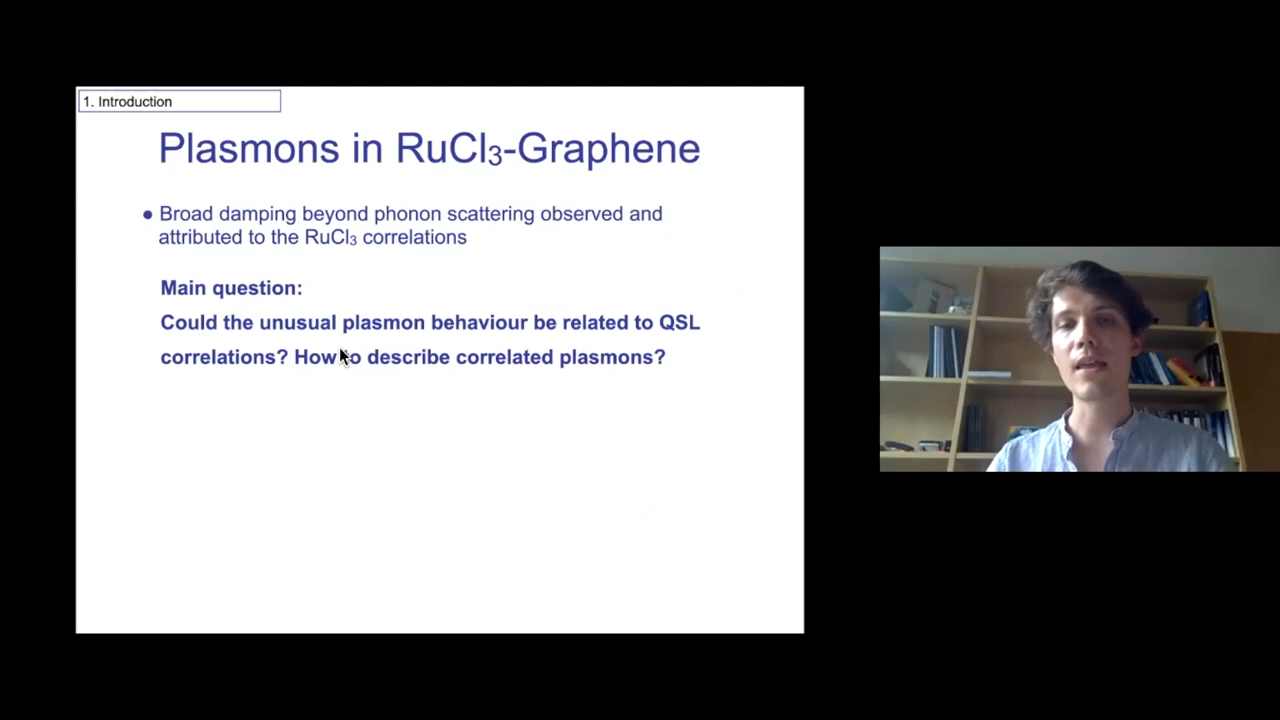 1. Introduction
Plasmons in RuCl₃-Graphene
● Broad damping beyond phonon scattering observed and
attributed to the RuCl₃ correlations
Main question:
Could the unusual plasmon behaviour be related to QSL
correlations? How to describe correlated plasmons?